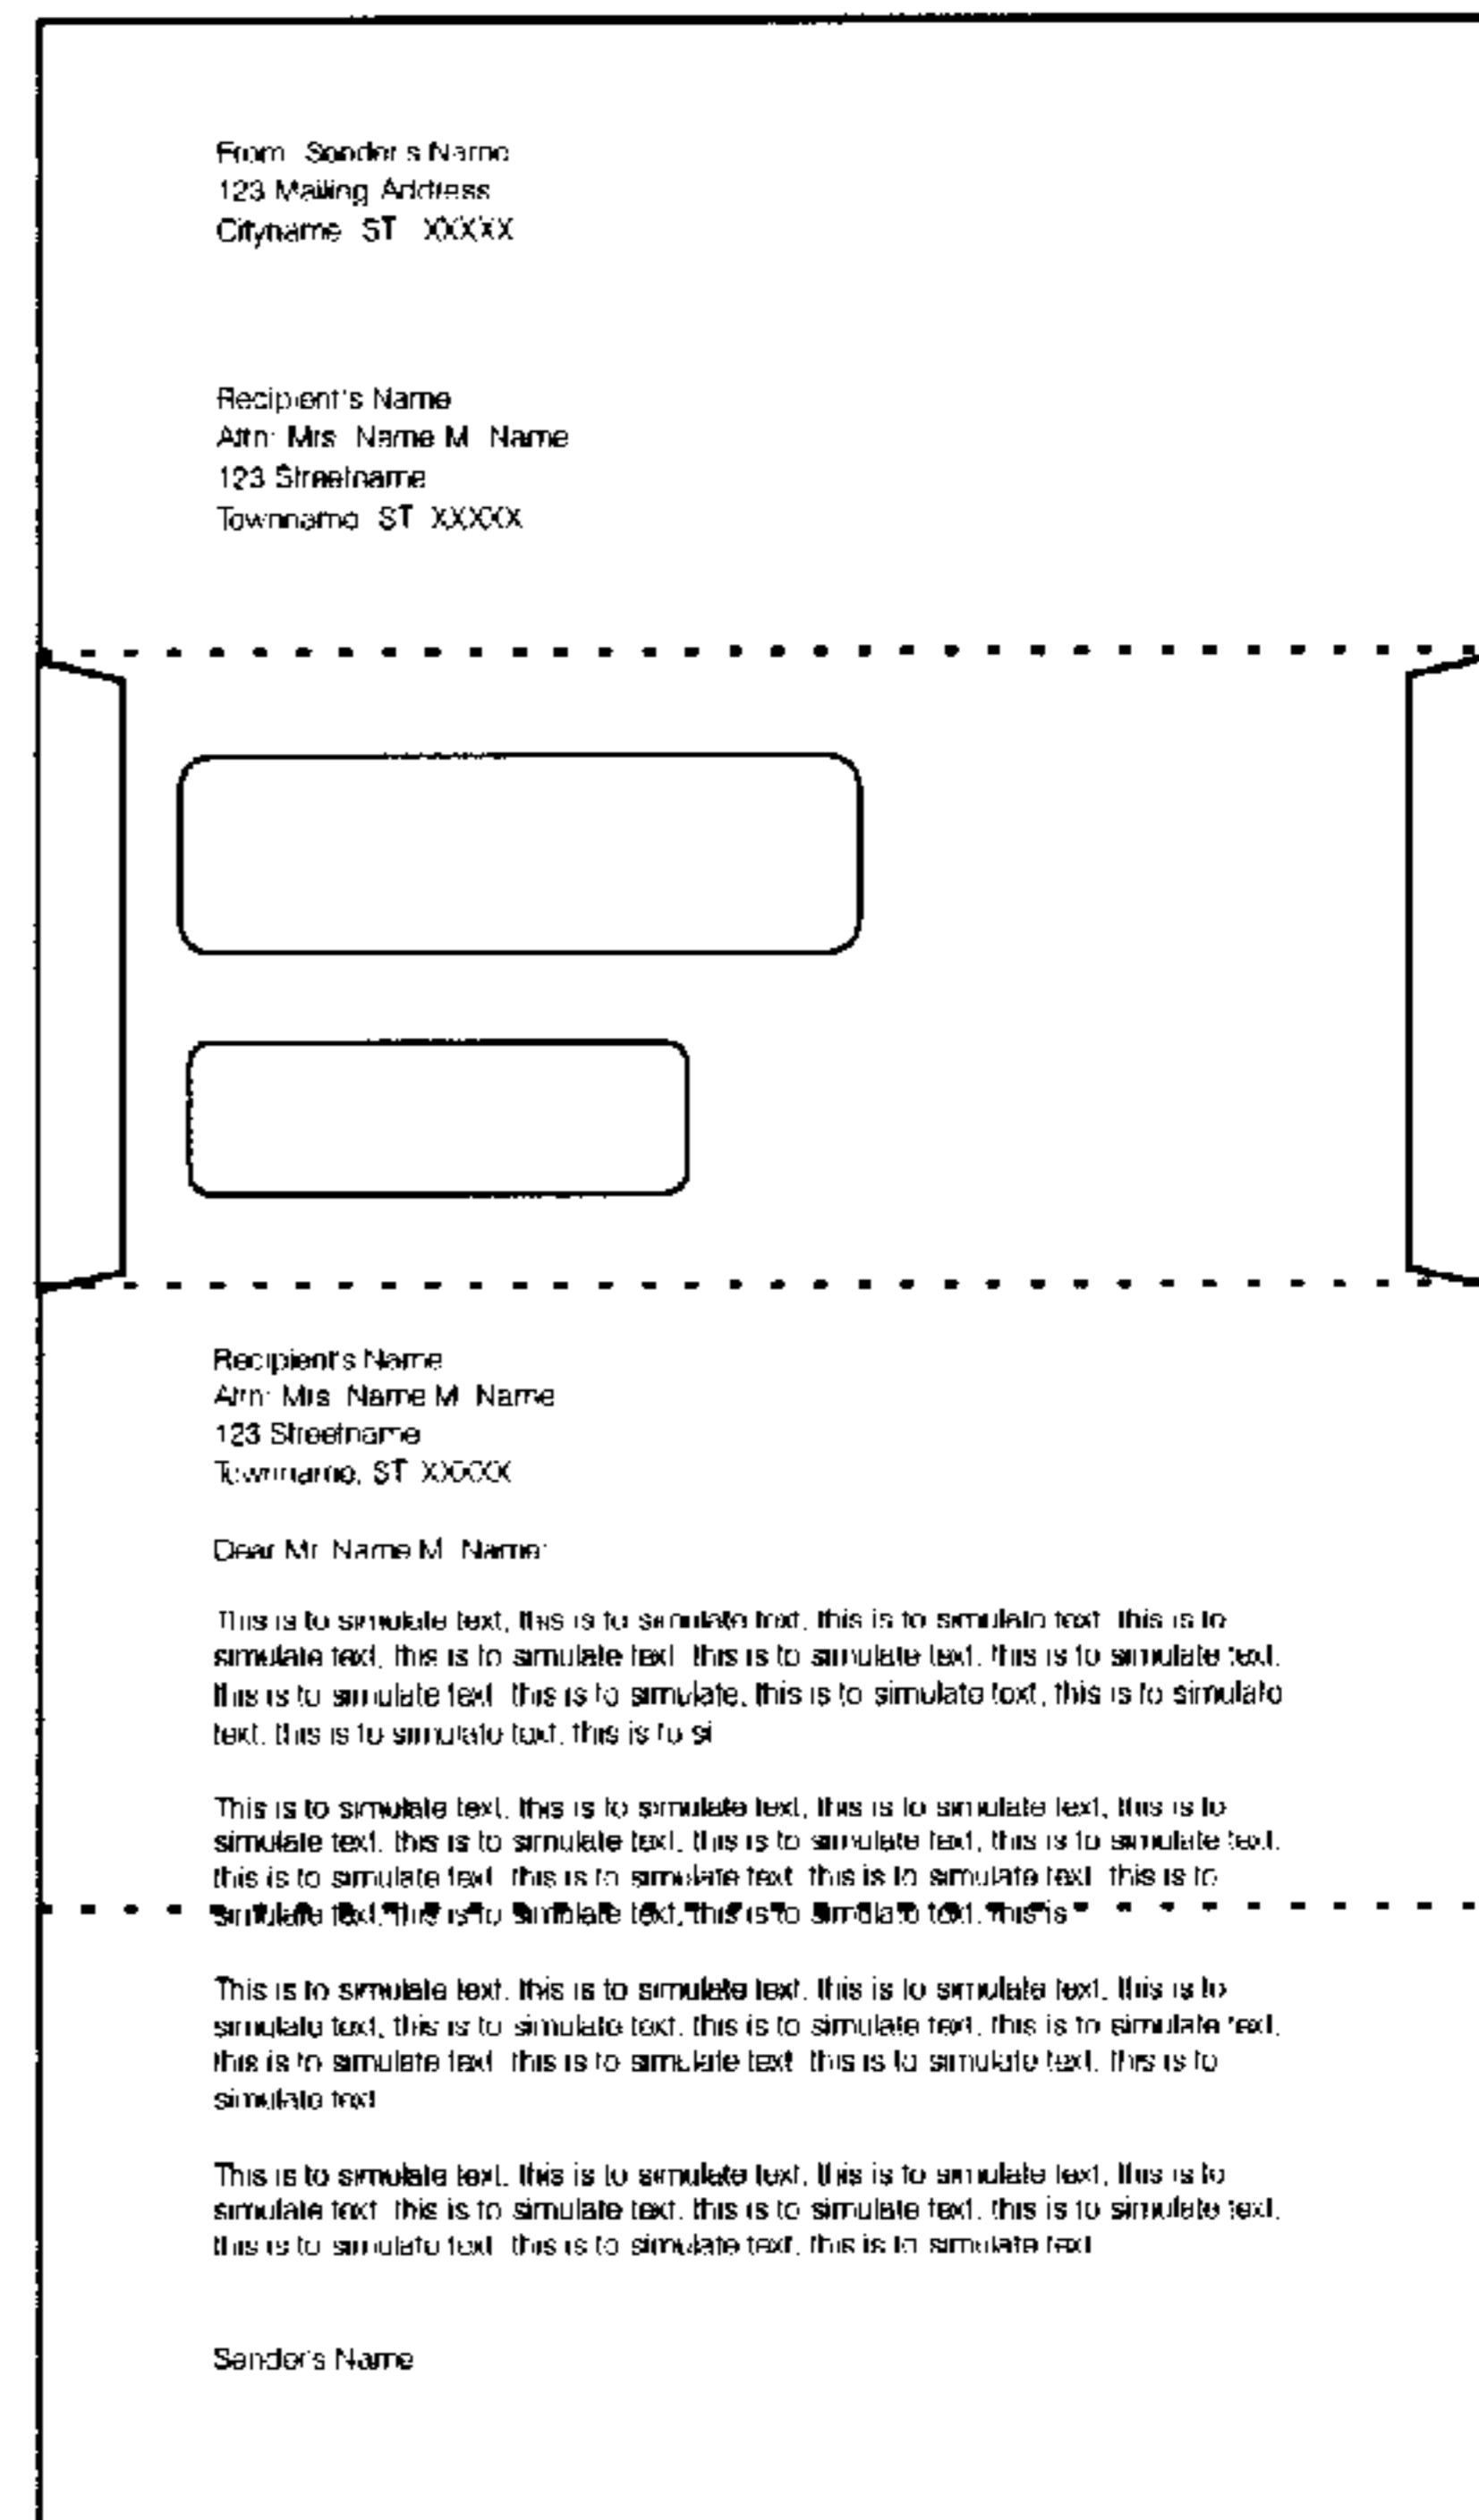 From Sender's Name
123 Mailing Address
Cityname ST XXXXX
Recipient's Name
Attn: Mrs. Name M. Name
123 Streetname
Townname ST XXXXX
Recipient's Name
Attn: Mrs. Name M. Name
123 Streetname
Townname, ST XXXXX
Dear Mr. Name M. Name:
This is to simulate text, this is to simulate text, this is to simulate text, this is to
simulate text, this is to simulate text, this is to simulate text, this is to simulate text,
this is to simulate text, this is to simulate, this is to simulate text, this is to simulate
text, this is to simulate text, this is to si
This is to simulate text, this is to simulate text, this is to simulate text, this is to
simulate text, this is to simulate text, this is to simulate text, this is to simulate text,
this is to simulate text, this is to simulate text, this is to simulate text, this is to
simulate text, this is to simulate text, this is to simulate text, this is
This is to simulate text, this is to simulate text, this is to simulate text, this is to
simulate text, this is to simulate text, this is to simulate text, this is to simulate text,
this is to simulate text, this is to simulate text, this is to simulate text, this is to
simulate text
This is to simulate text, this is to simulate text, this is to simulate text, this is to
simulate text, this is to simulate text, this is to simulate text, this is to simulate text,
this is to simulate text, this is to simulate text, this is to simulate text
Sender's Name